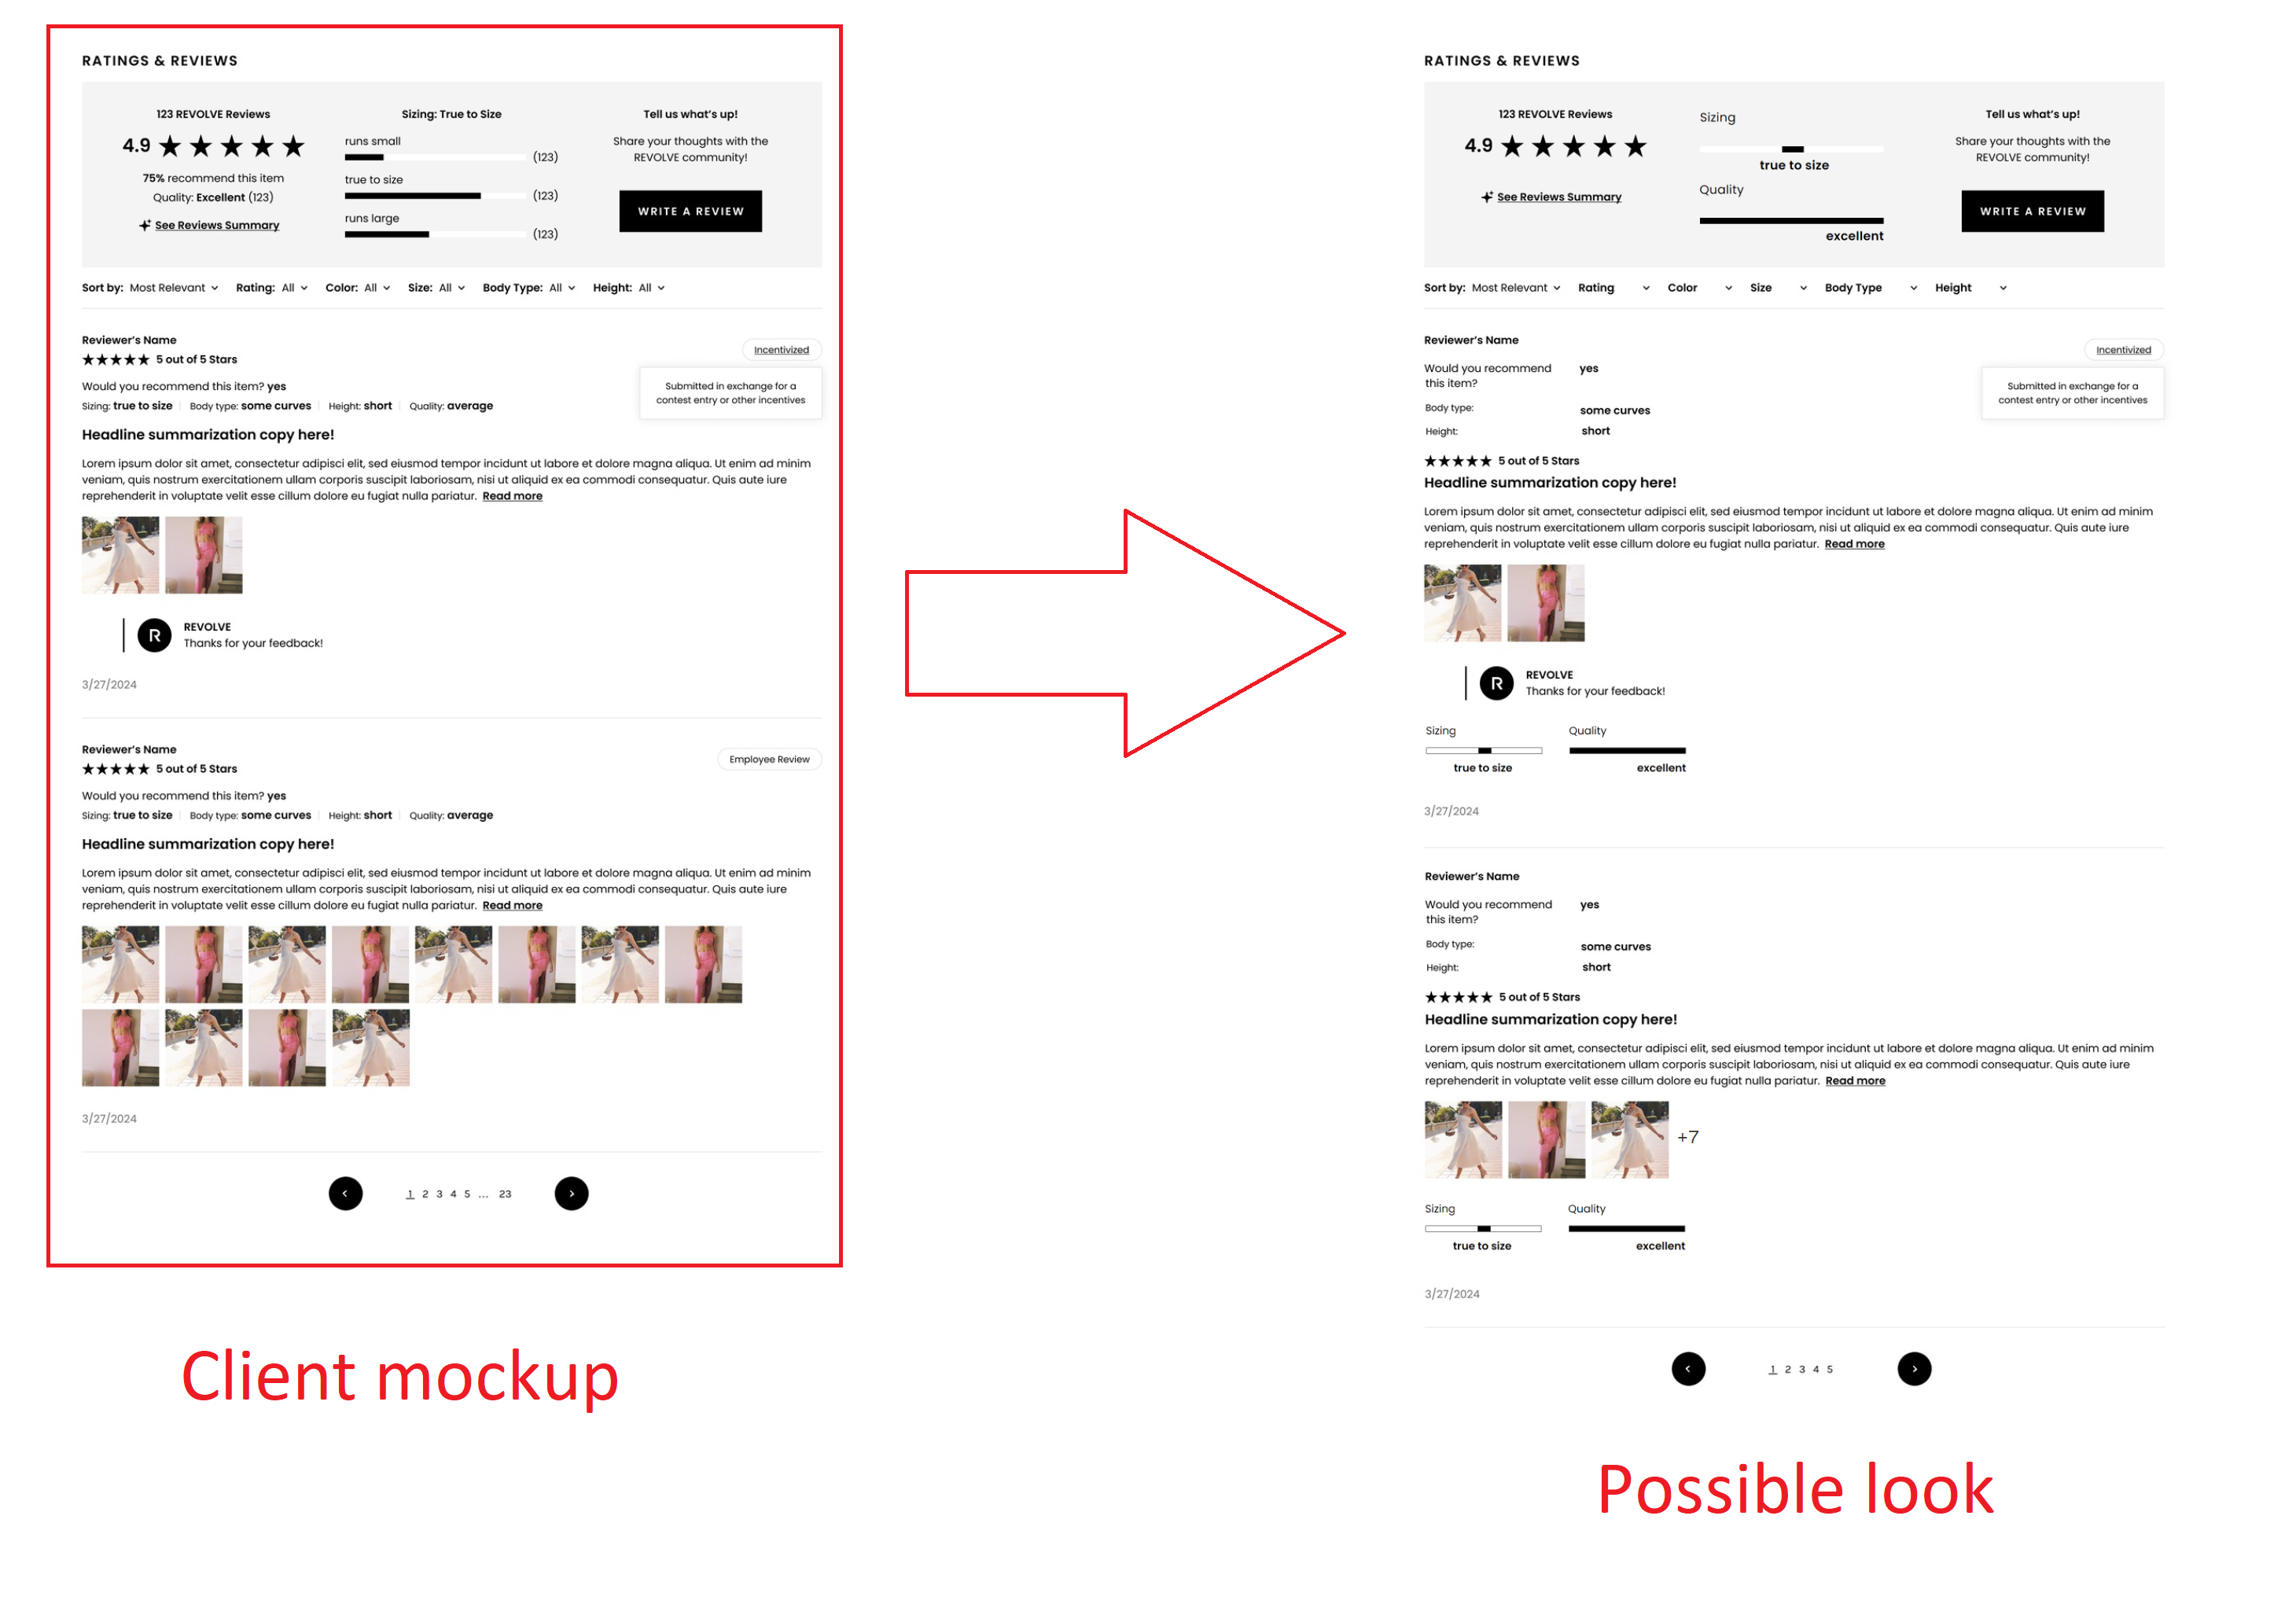 RATINGS & REVIEWS
123 REVOLVE Reviews
4.9
75% recommend this item
Quality: Excellent (123)
See Reviews Summary
Sizing: True to Size
runs small
(123)
true to size
(123)
runs large
(123)
Tell us what's up!
Share your thoughts with the
REVOLVE community!
WRITE A REVIEW
Sort by: Most Relevant Rating: All Color: All Size: All Body Type: All Height: All
Reviewer's Name
5 out of 5 Stars
Incentivized
Submitted in exchange for a
contest entry or other incentives
Would you recommend this item? yes
Sizing: true to size Body type: some curves Height: short Quality: average
Headline summarization copy here!
Lorem ipsum dolor sit amet, consectetur adipisci elit, sed eiusmod tempor incidunt ut labore et dolore magna aliqua. Ut enim ad minim
veniam, quis nostrum exercitationem ullam corporis suscipit laboriosam, nisi ut aliquid ex ea commodi consequatur. Quis aute iure
reprehenderit in voluptate velit esse cillum dolore eu fugiat nulla pariatur. Read more
R
REVOLVE
Thanks for your feedback!
3/27/2024
Reviewer's Name
5 out of 5 Stars
Employee Review
Would you recommend this item? yes
Sizing: true to size Body type: some curves Height: short Quality: average
Headline summarization copy here!
Lorem ipsum dolor sit amet, consectetur adipisci elit, sed eiusmod tempor incidunt ut labore et dolore magna aliqua. Ut enim ad minim
veniam, quis nostrum exercitationem ullam corporis suscipit laboriosam, nisi ut aliquid ex ea commodi consequatur. Quis aute iure
reprehenderit in voluptate velit esse cillum dolore eu fugiat nulla pariatur. Read more
3/27/2024
1 2 3 4 5 ... 23
Client mockup
RATINGS & REVIEWS
123 REVOLVE Reviews
4.9
See Reviews Summary
Sizing
true to size
Quality
excellent
Tell us what's up!
Share your thoughts with the
REVOLVE community!
WRITE A REVIEW
Sort by: Most Relevant Rating Color Size Body Type Height
Reviewer's Name
Incentivized
Submitted in exchange for a
contest entry or other incentives
Would you recommend yes
this item?
Body type: some curves
Height: short
5 out of 5 Stars
Headline summarization copy here!
Lorem ipsum dolor sit amet, consectetur adipisci elit, sed eiusmod tempor incidunt ut labore et dolore magna aliqua. Ut enim ad minim
veniam, quis nostrum exercitationem ullam corporis suscipit laboriosam, nisi ut aliquid ex ea commodi consequatur. Quis aute iure
reprehenderit in voluptate velit esse cillum dolore eu fugiat nulla pariatur. Read more
R
REVOLVE
Thanks for your feedback!
Sizing Quality
true to size excellent
3/27/2024
Reviewer's Name
Would you recommend yes
this item?
Body type: some curves
Height: short
5 out of 5 Stars
Headline summarization copy here!
Lorem ipsum dolor sit amet, consectetur adipisci elit, sed eiusmod tempor incidunt ut labore et dolore magna aliqua. Ut enim ad minim
veniam, quis nostrum exercitationem ullam corporis suscipit laboriosam, nisi ut aliquid ex ea commodi consequatur. Quis aute iure
reprehenderit in voluptate velit esse cillum dolore eu fugiat nulla pariatur. Read more
+7
Sizing Quality
true to size excellent
3/27/2024
1 2 3 4 5
Possible look